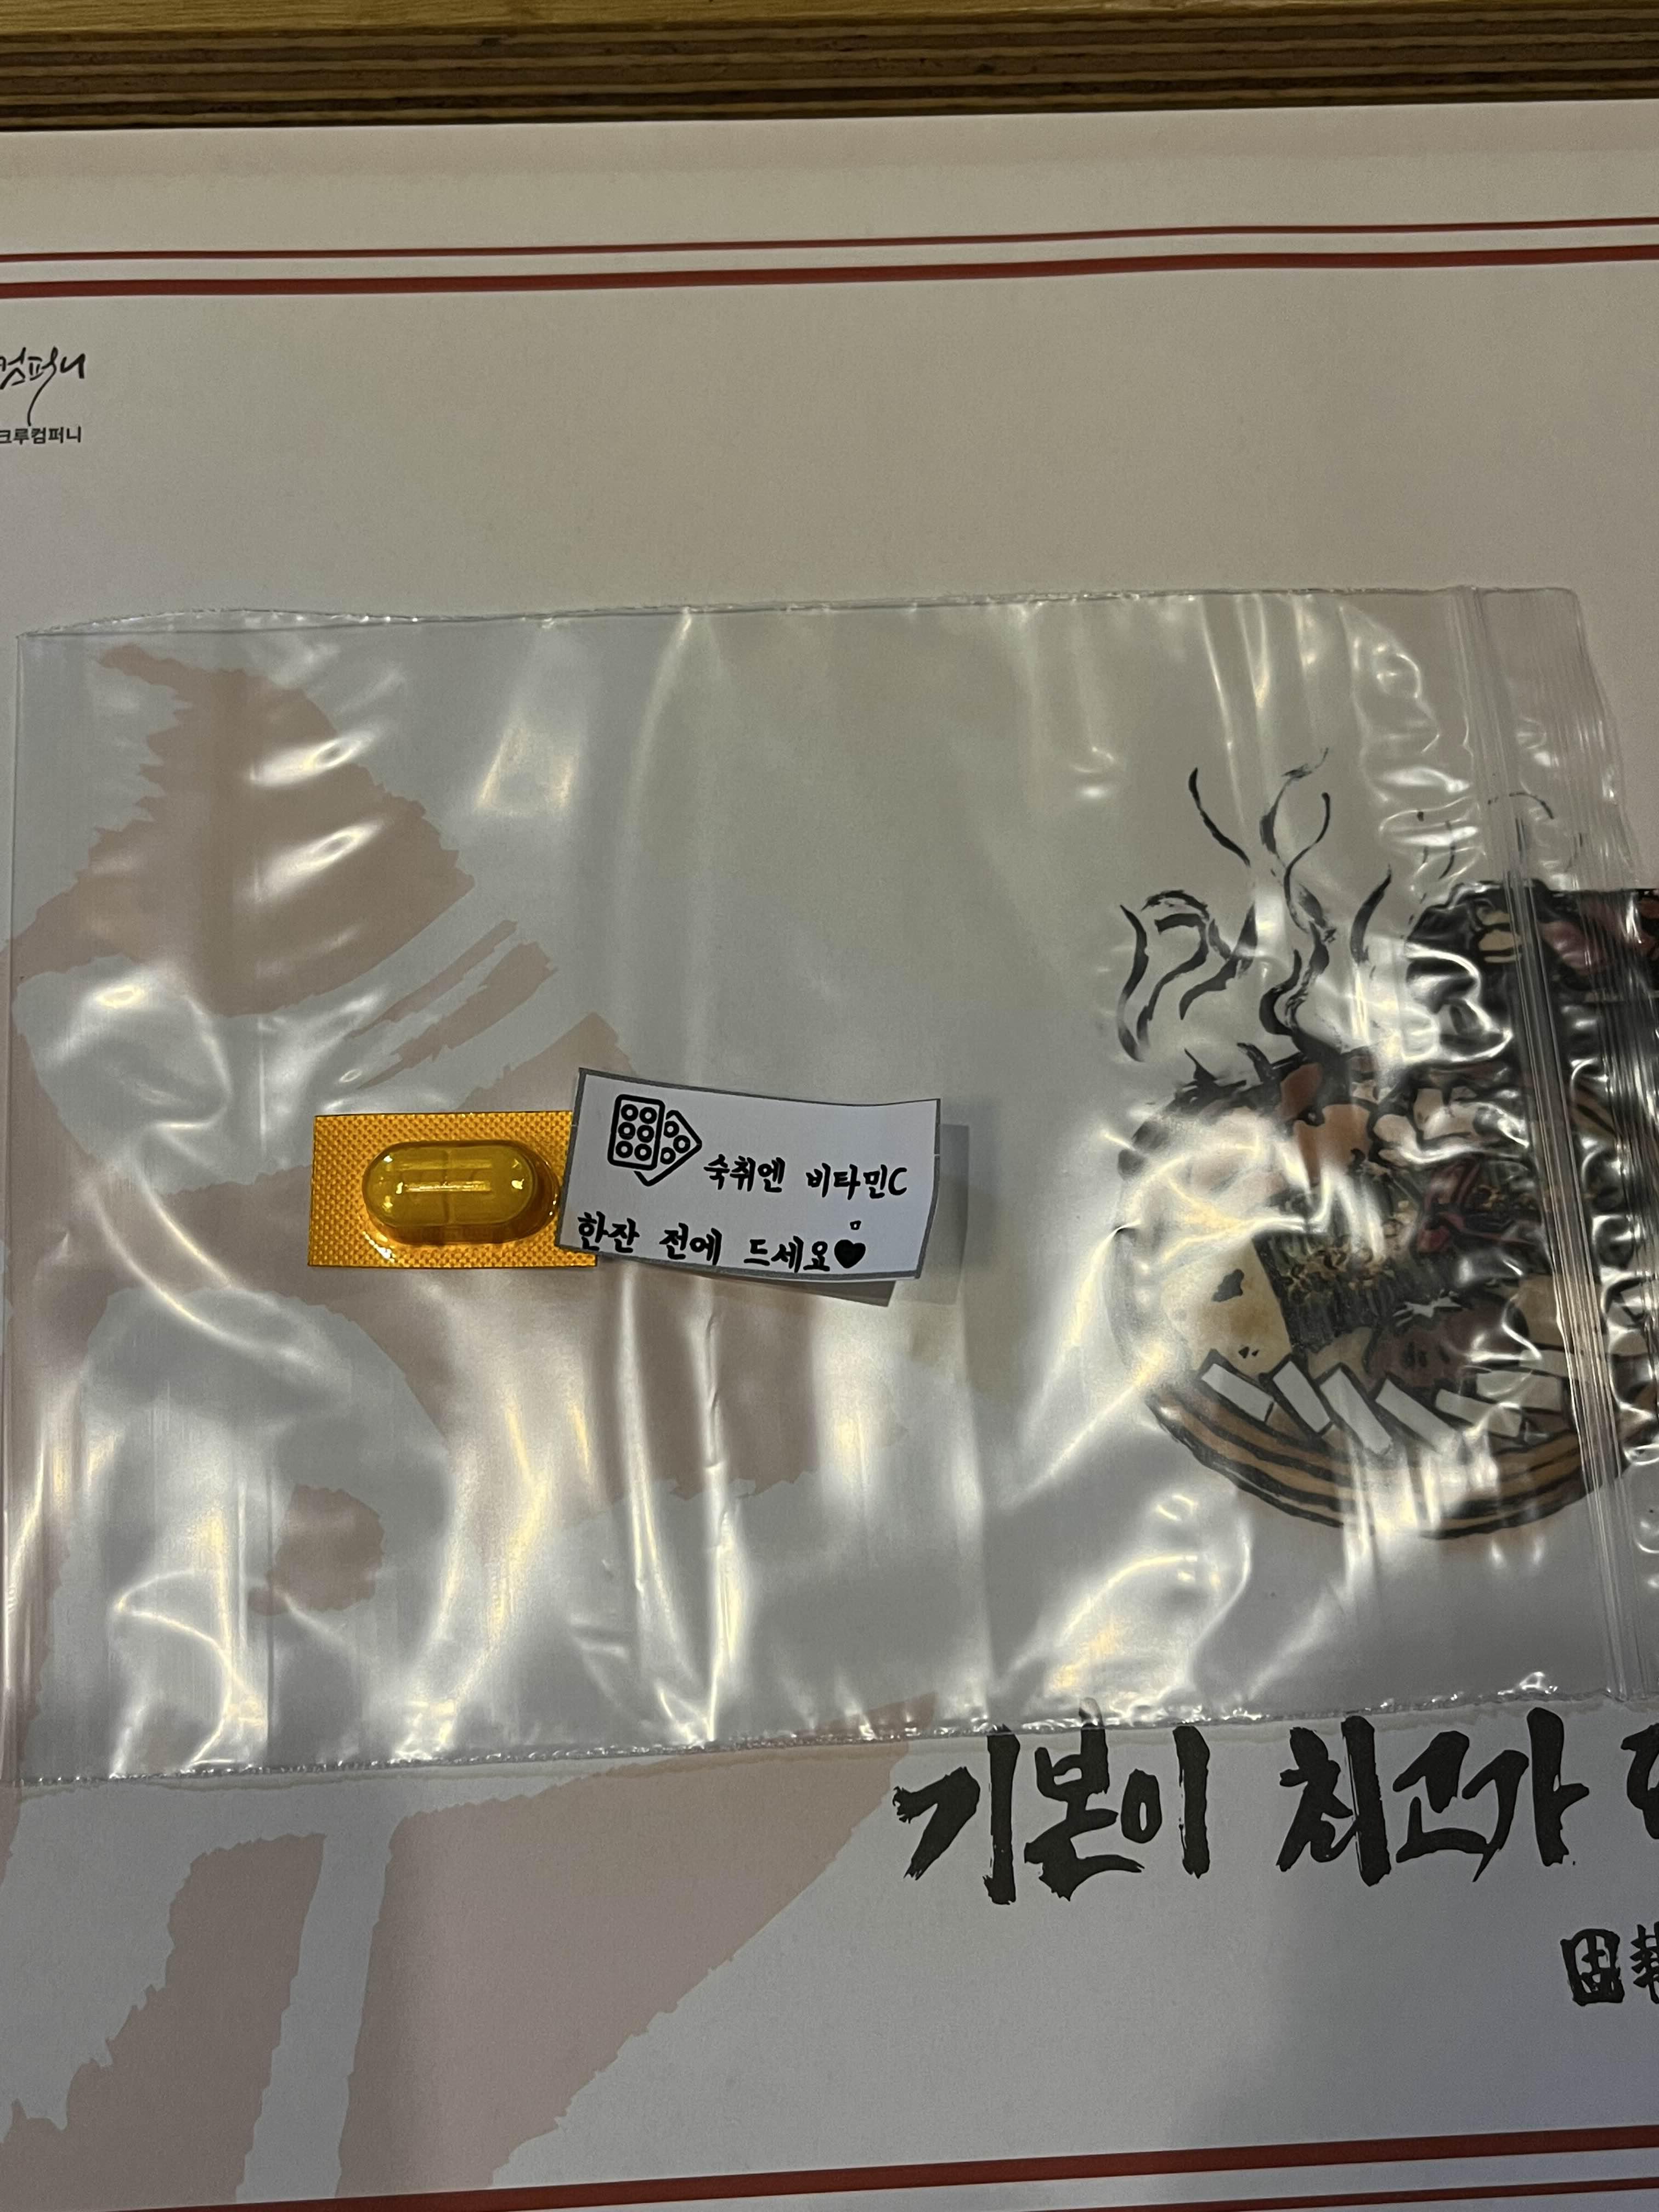 컴퍼니
크루컴퍼니
숙취엔 비타민C
한잔 전에 드세요♥
기본이 최고가